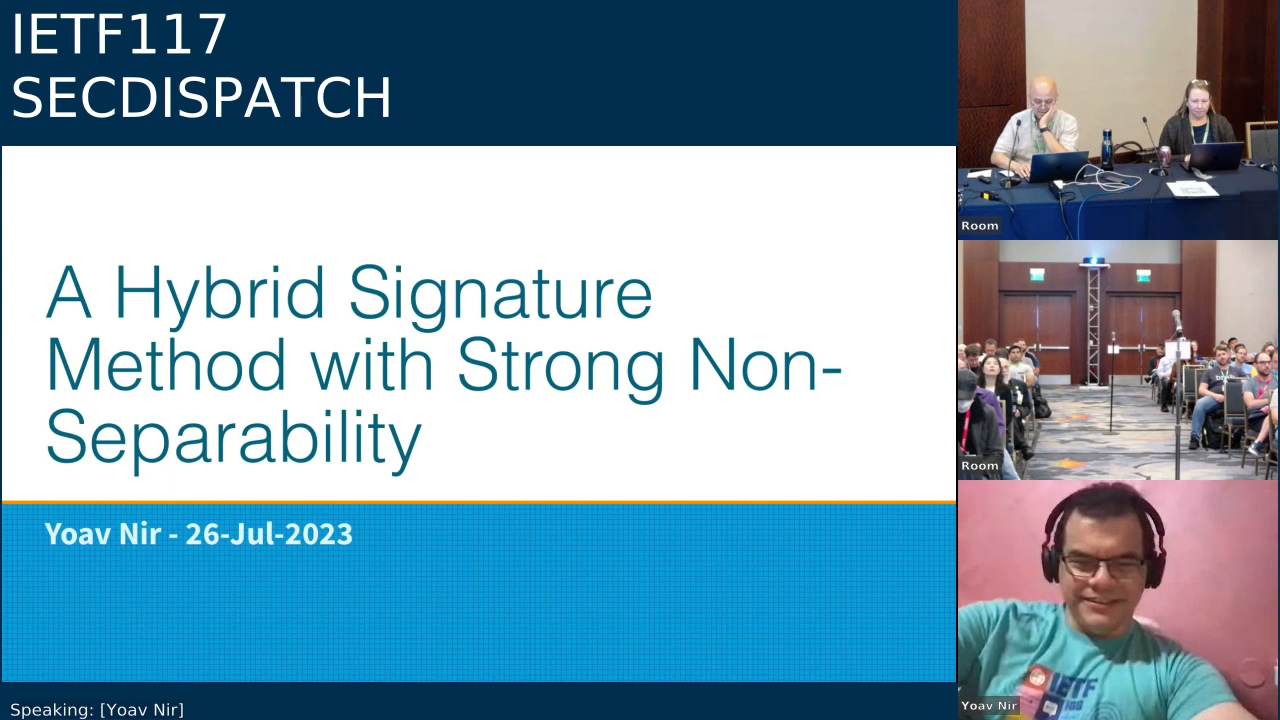 IETF117
SECDISPATCH
A Hybrid Signature
Method with Strong Non-
Separability
Yoav Nir - 26-Jul-2023
Speaking: [Yoav Nir]
Room
Room
IETF
Yoav Nir